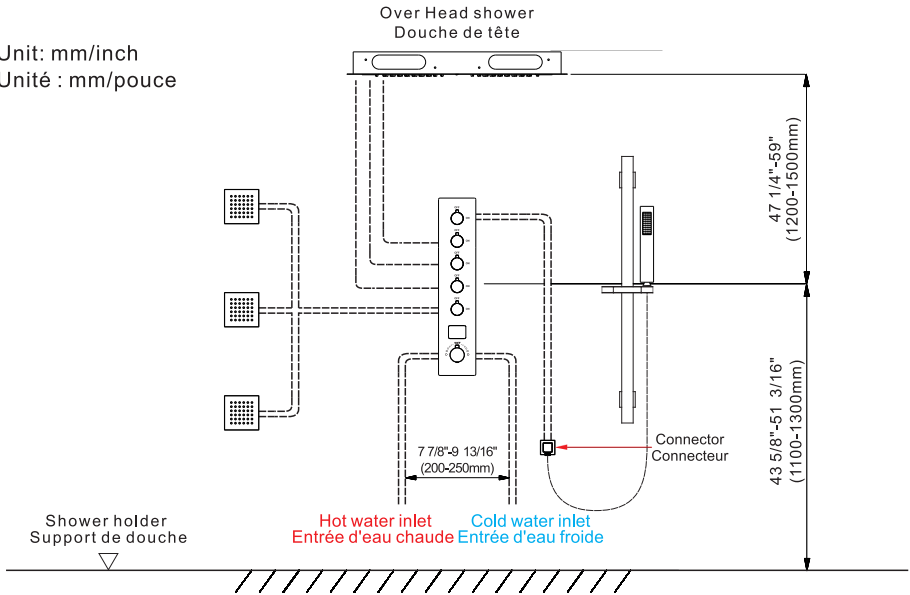 Over Head shower
Douche de tête
Unit: mm/inch
Unité : mm/pouce
47 1/4"-59"
(1200-1500mm)
43 5/8"-51 3/16"
(1100-1300mm)
Connector
Connecteur
7 7/8"-9 13/16"
(200-250mm)
Hot water inlet
Entrée d'eau chaude
Cold water inlet
Entrée d'eau froide
Shower holder
Support de douche